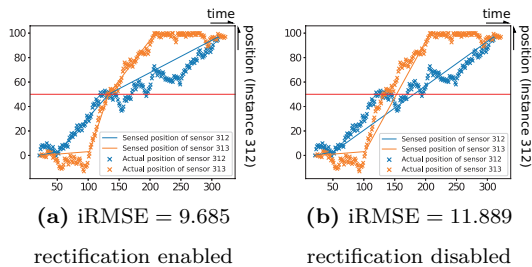 time
100
80
60
40
20
0
50 100 150 200 250 300
position (Instance 312)
Sensed position of sensor 312
Sensed position of sensor 313
Actual position of sensor 312
Actual position of sensor 313
(a) iRMSE = 9.685
rectification enabled
time
100
80
60
40
20
0
50 100 150 200 250 300
position (Instance 312)
Sensed position of sensor 312
Sensed position of sensor 313
Actual position of sensor 312
Actual position of sensor 313
(b) iRMSE = 11.889
rectification disabled